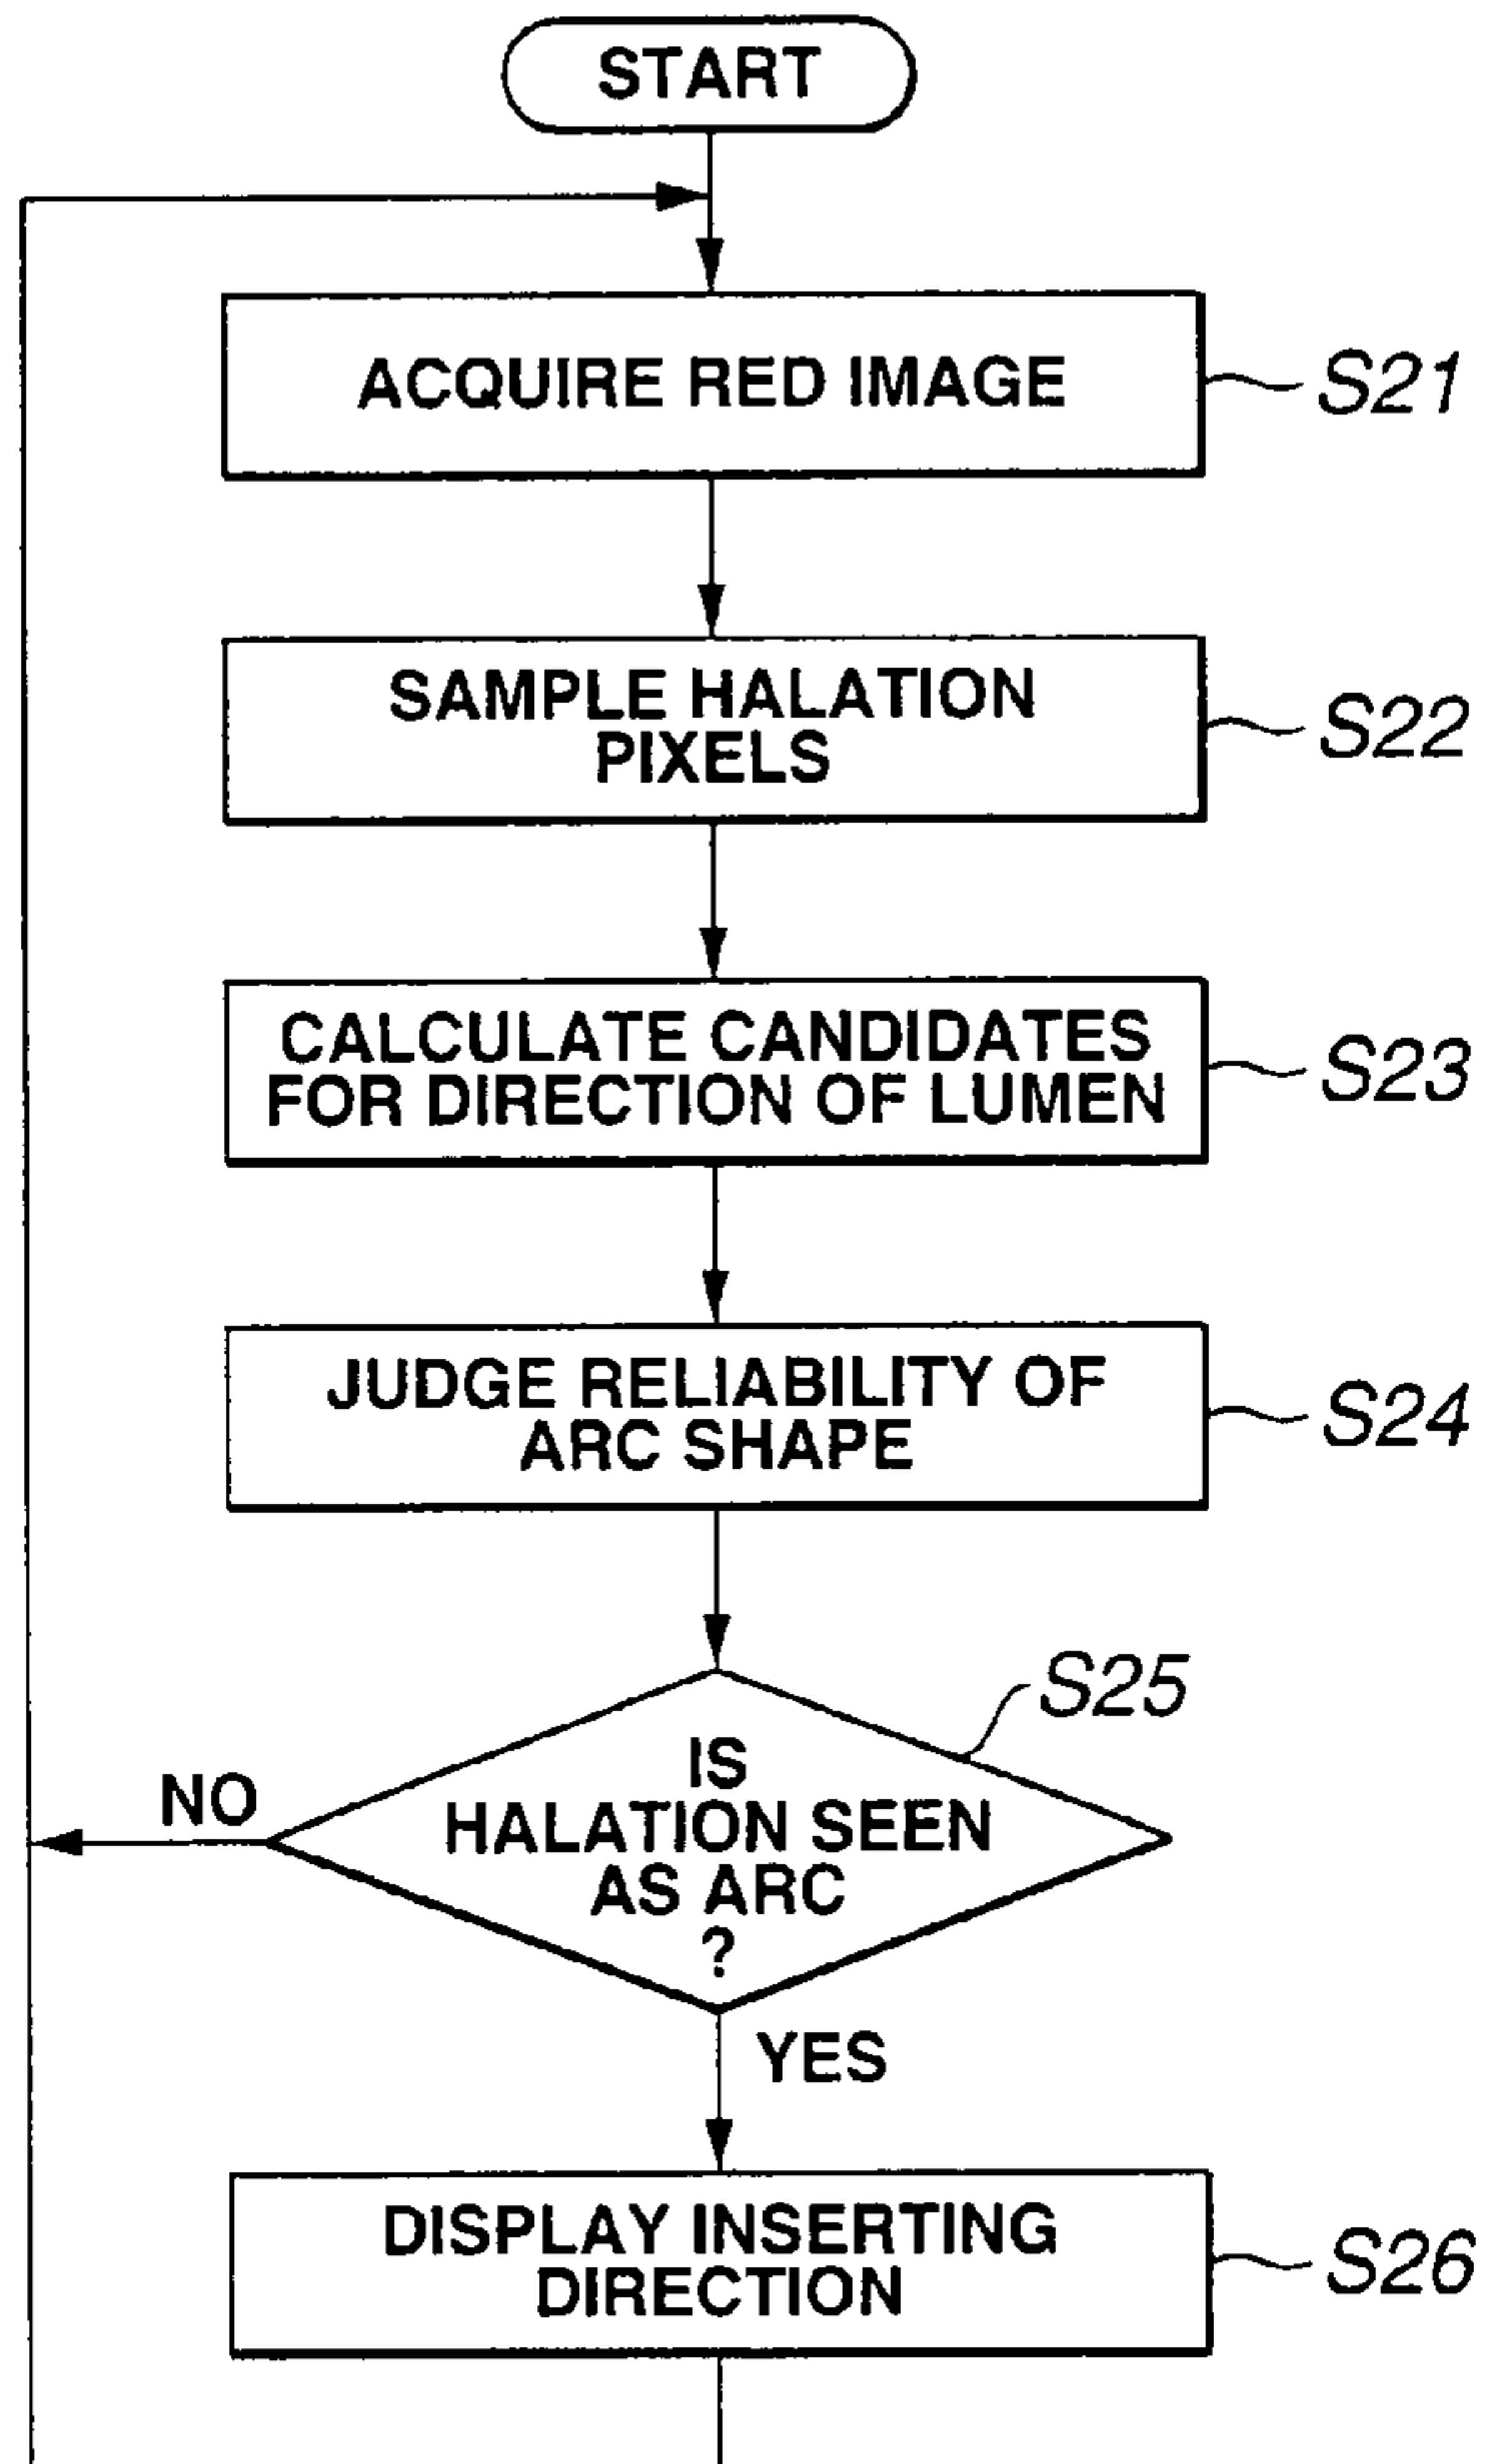 START
ACQUIRE RED IMAGE
S21
SAMPLE HALATION
PIXELS
S22
CALCULATE CANDIDATES
FOR DIRECTION OF LUMEN
S23
JUDGE RELIABILITY OF
ARC SHAPE
S24
S25
IS
HALATION SEEN
AS ARC
?
NO
YES
DISPLAY INSERTING
DIRECTION
S26